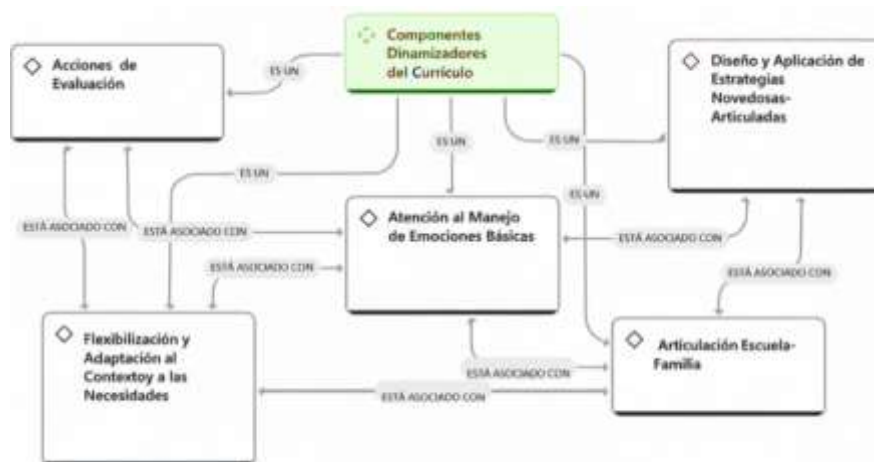 Acciones de
Evaluación
Componentes
Dinamizadores
del Currículo
Diseño y Aplicación de
Estrategias
Novedosas-
Articuladas
ES UN
ES UN
ES UN
ES UN
ES UN
Atención al Manejo
de Emociones Básicas
ESTÁ ASOCIADO CON
ESTÁ ASOCIADO CON
ESTÁ ASOCIADO CON
ESTÁ ASOCIADO CON
ESTÁ ASOCIADO CON
Flexibilización y
Adaptación al
Contextoy a las
Necesidades
Articulación Escuela-
Familia
ESTÁ ASOCIADO CON
ESTÁ ASOCIADO CON